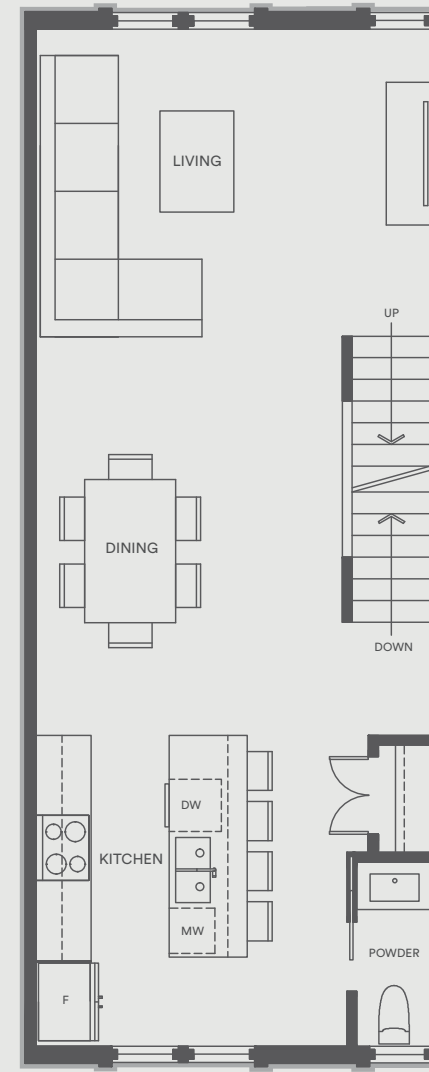 LIVING
UP
DINING
DOWN
DW
KITCHEN
MW
POWDER
F